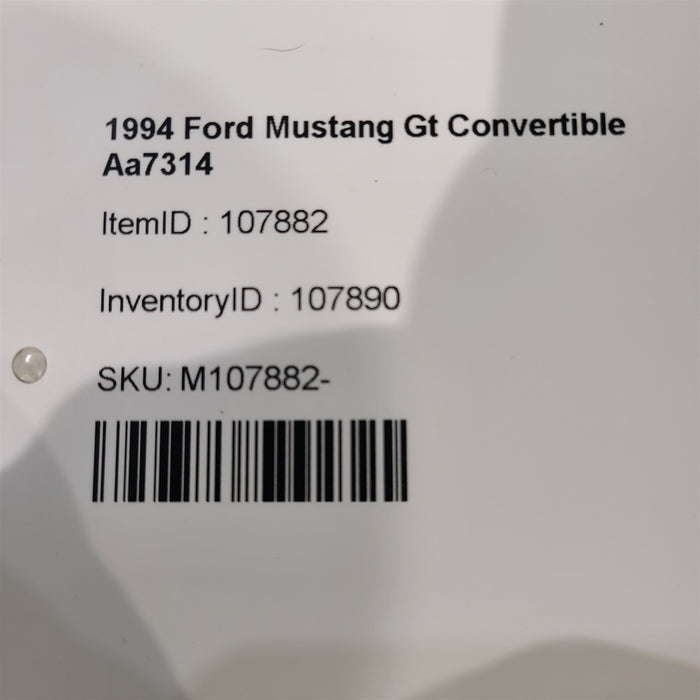 1994 Ford Mustang Gt Convertible
Aa7314
ItemID : 107882
InventoryID : 107890
SKU: M107882-